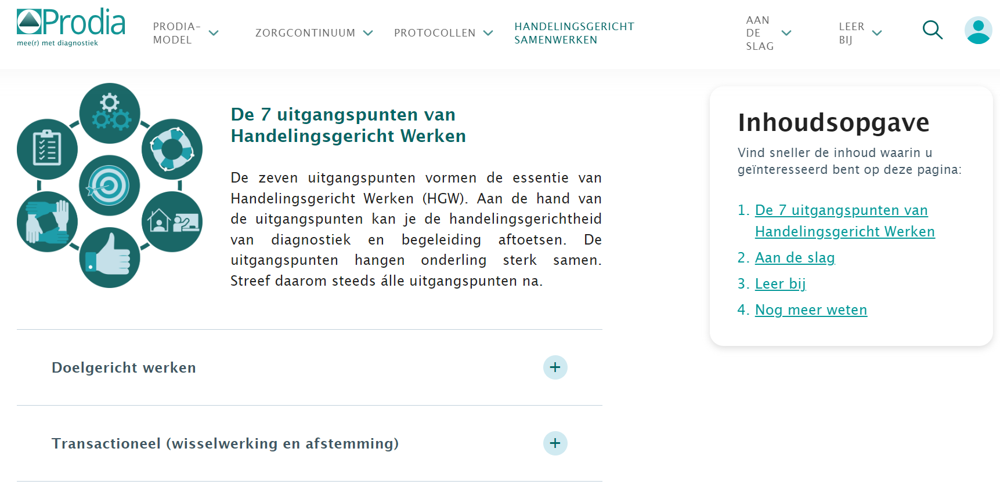 Prodia
mee(r) met diagnostiek
PRODIA-
MODEL
ZORGCONTINUUM
PROTOCOLLEN
HANDELINGSGERICHT
SAMENWERKEN
AAN
DE
SLAG
LEER
BIJ
De 7 uitgangspunten van
Handelingsgericht Werken
De zeven uitgangspunten vormen de essentie van
Handelingsgericht Werken (HGW). Aan de hand van
de uitgangspunten kan je de handelingsgerichtheid
van diagnostiek en begeleiding aftoetsen. De
uitgangspunten hangen onderling sterk samen.
Streef daarom steeds álle uitgangspunten na.
Doelgericht werken
Transactioneel (wisselwerking en afstemming)
Inhoudsopgave
Vind sneller de inhoud waarin u
geïnteresseerd bent op deze pagina:
1. De 7 uitgangspunten van
Handelingsgericht Werken
2. Aan de slag
3. Leer bij
4. Nog meer weten